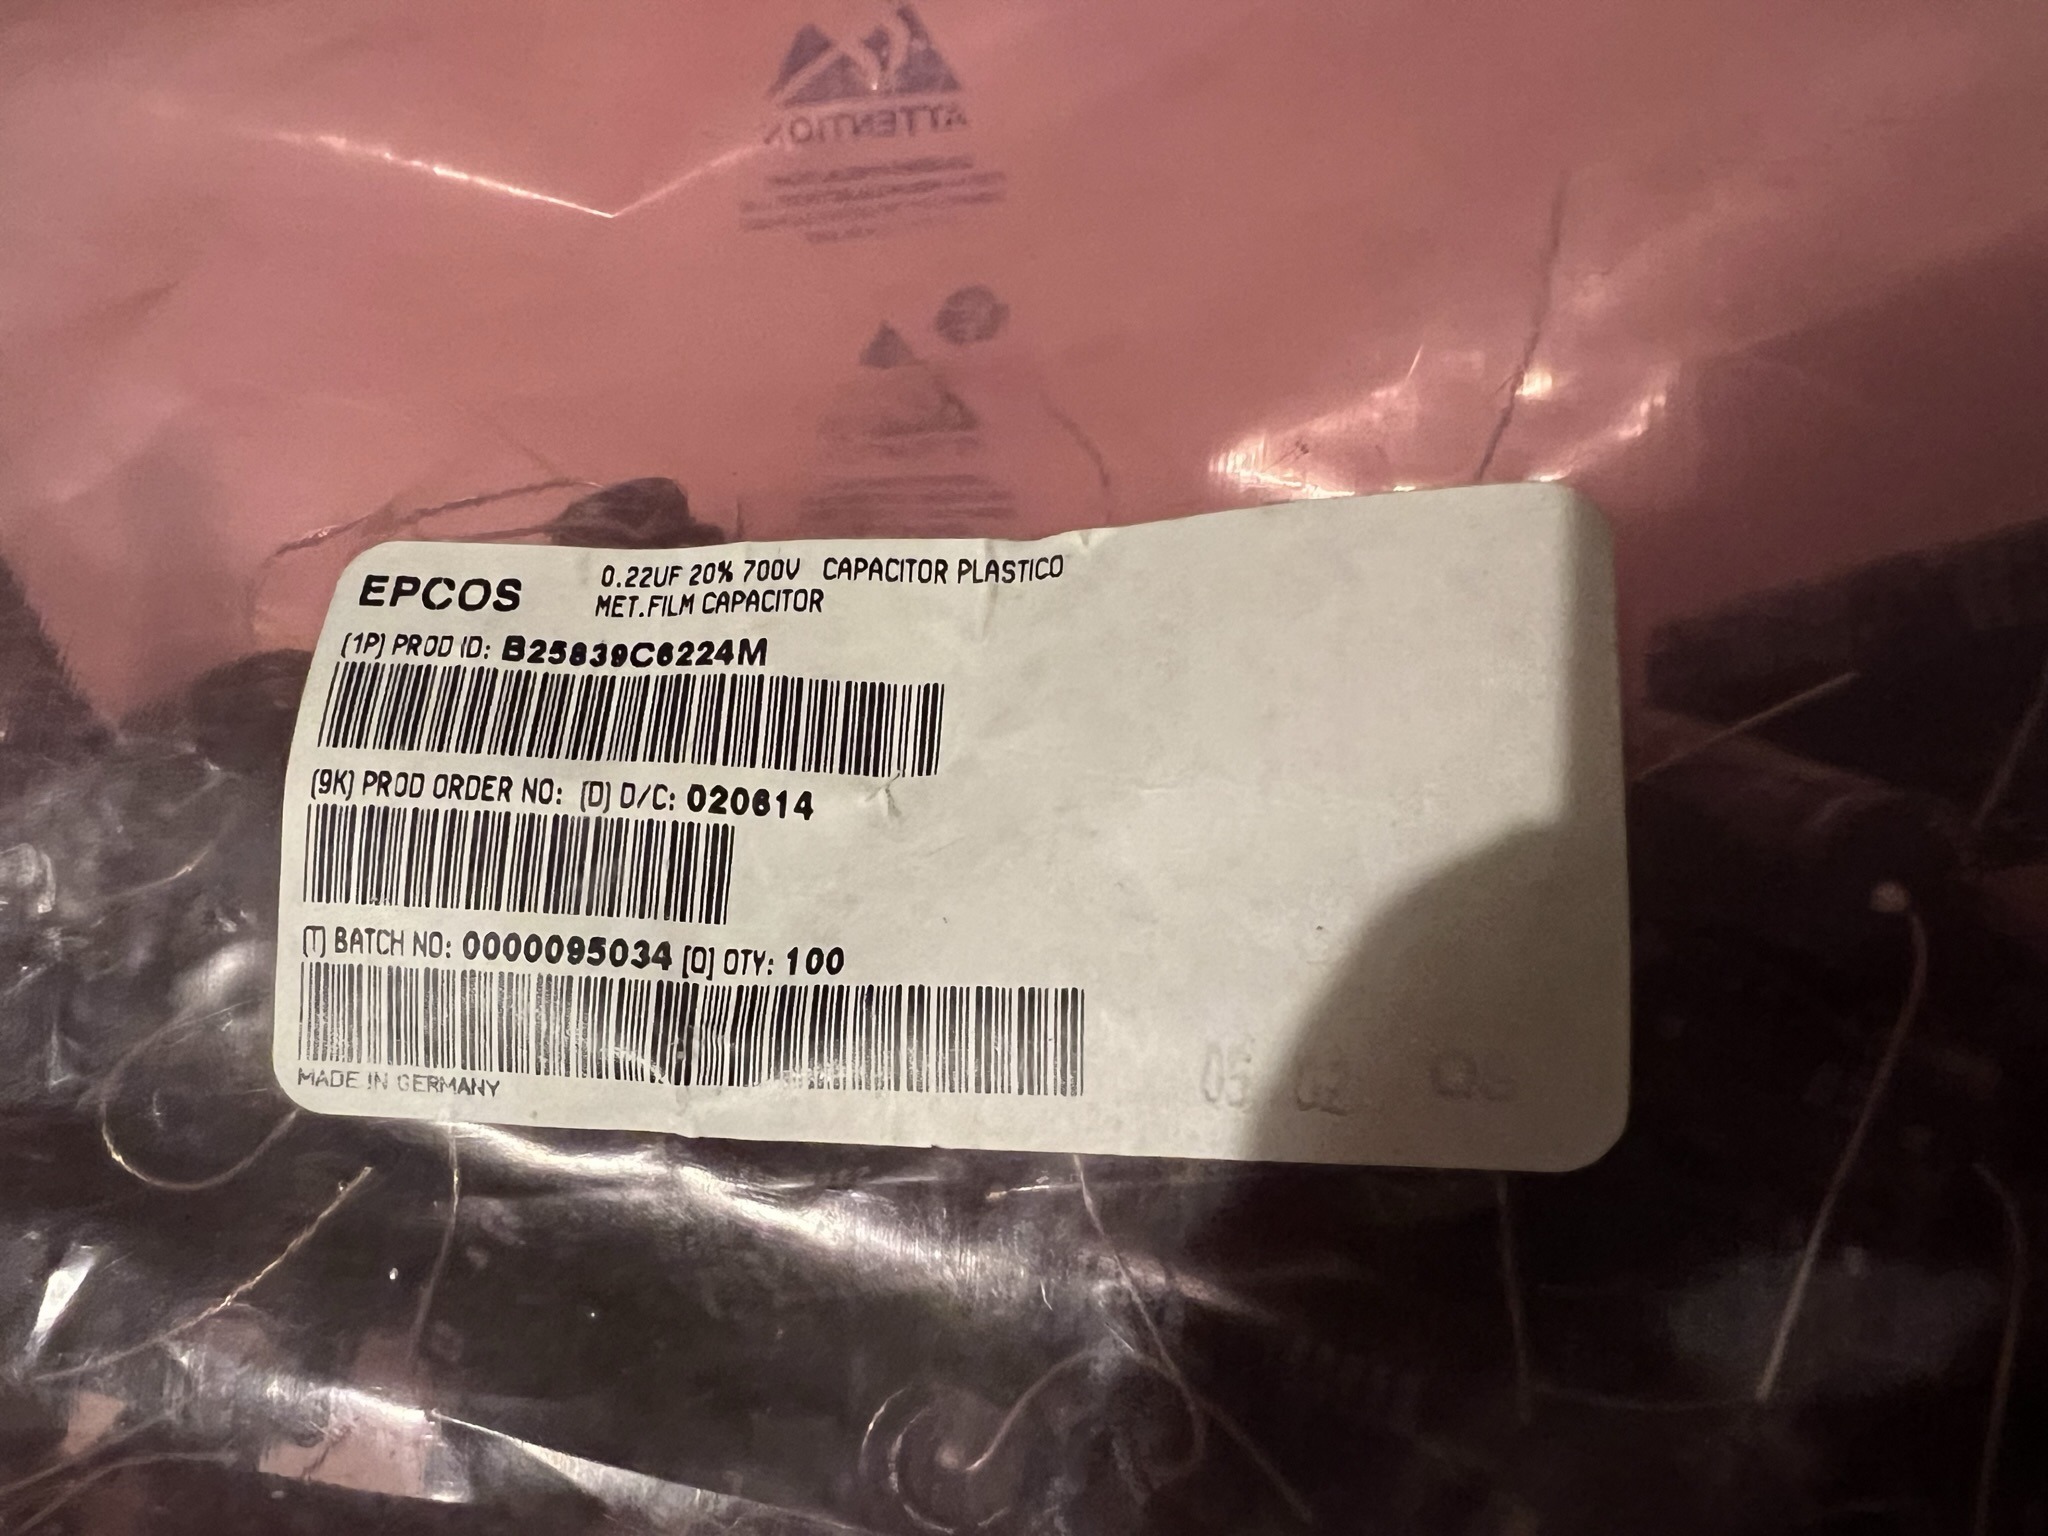 ATTENTION
EPCOS
0.22UF 20% 700V CAPACITOR PLASTICO
MET.FILM CAPACITOR
(1P) PROD ID: B25839C6224M
(9K) PROD ORDER NO: (D) D/C: 020614
(T) BATCH NO: 0000095034 (Q) QTY: 100
MADE IN GERMANY